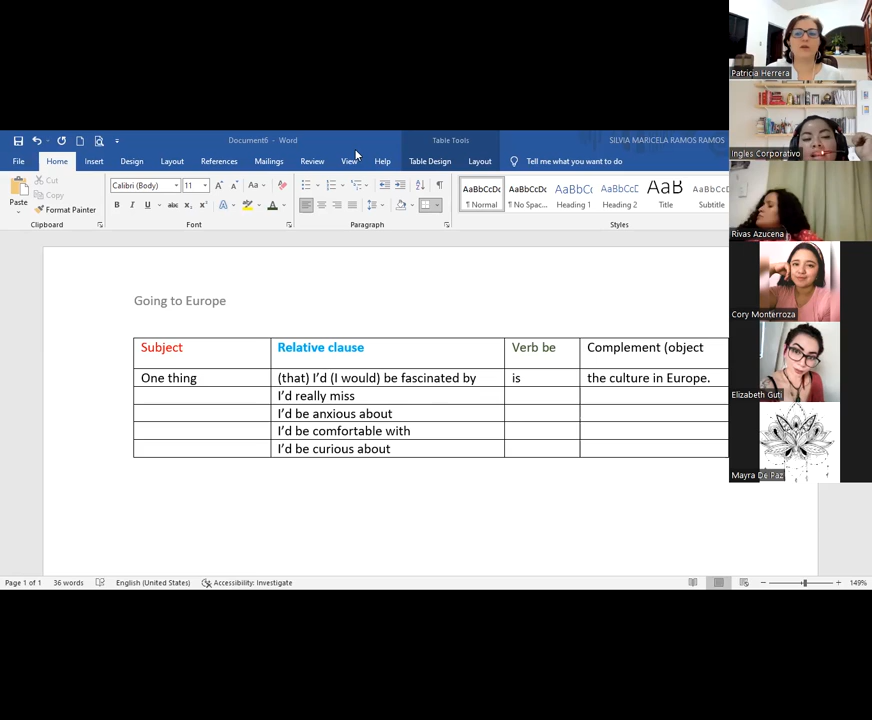 Document6 - Word
Table Tools
SILVIA MARICELA RAMOS RAMOS
File Home Insert Design Layout References Mailings Review View Help Table Design Layout Tell me what you want to do
Paste
Cut
Copy
Format Painter
Calibri (Body) 11
Aa
B I U abc x₂ x² A A
AaBbCcDc AaBbCcDc AaBbCc AaBbCcC AaB AaBbCcD
¶ Normal ¶ No Spac... Heading 1 Heading 2 Title Subtitle
Clipboard Font Paragraph Styles
Going to Europe
Subject Relative clause Verb be Complement (object
One thing (that) I'd (I would) be fascinated by is the culture in Europe.
I'd really miss
I'd be anxious about
I'd be comfortable with
I'd be curious about
Page 1 of 1 36 words English (United States) Accessibility: Investigate 149%
Patricia Herrera
Ingles Corporativo
Rivas Azucena
Cory Monterroza
Elizabeth Guti
Mayra De Paz